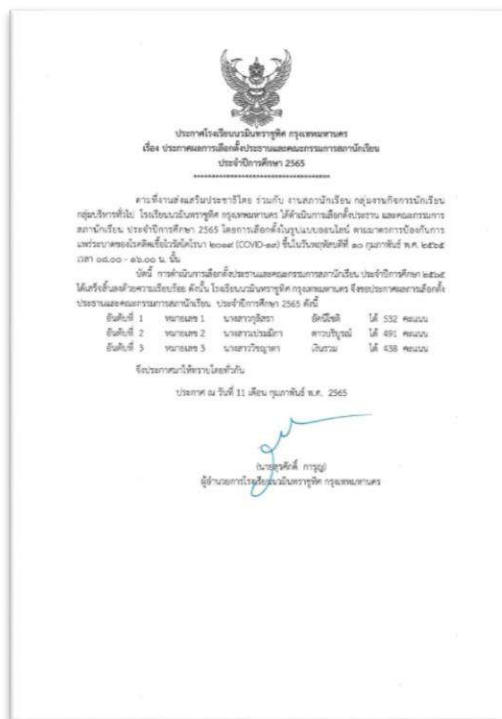 ประกาศโรงเรียนนวมินทราชูทิศ กรุงเทพมหานคร
เรื่อง ประกาศผลการเลือกตั้งประธานและคณะกรรมการสภานักเรียน
ประจำปีการศึกษา 2565
************************************
ตามที่งานส่งเสริมประชาธิปไตย ร่วมกับ งานสภานักเรียน กลุ่มงานกิจการนักเรียน
กลุ่มบริหารทั่วไป โรงเรียนนวมินทราชูทิศ กรุงเทพมหานคร ได้ดำเนินการเลือกตั้งประธาน และคณะกรรมการ
สภานักเรียน ประจำปีการศึกษา 2565 โดยการเลือกตั้งในรูปแบบออนไลน์ ตามมาตรการป้องกันการ
แพร่ระบาดของโรคติดเชื้อไวรัสโคโรนา ๒๐๑๙ (COVID-๑๙) ขึ้นในวันพฤหัสบดีที่ ๑๐ กุมภาพันธ์ พ.ศ. ๒๕๖๕
เวลา ๐๘.๐๐ - ๑๖.๐๐ น. นั้น
บัดนี้ การดำเนินการเลือกตั้งประธานและคณะกรรมการสภานักเรียน ประจำปีการศึกษา ๒๕๖๕
ได้เสร็จสิ้นลงด้วยความเรียบร้อย ดังนั้น โรงเรียนนวมินทราชูทิศ กรุงเทพมหานคร จึงขอประกาศผลการเลือกตั้ง
ประธานและคณะกรรมการสภานักเรียน ประจำปีการศึกษา 2565 ดังนี้
อันดับที่ 1 หมายเลข 1 นางสาวกุลิสรา อัคนีโชติ ได้ 532 คะแนน
อันดับที่ 2 หมายเลข 2 นางสาวเปรมมิกา ดาวบริบูรณ์ ได้ 491 คะแนน
อันดับที่ 3 หมายเลข 3 นางสาววิชญาดา เงินรวม ได้ 438 คะแนน
จึงประกาศมาให้ทราบโดยทั่วกัน
ประกาศ ณ วันที่ 11 เดือน กุมภาพันธ์ พ.ศ. 2565
(นายสุรศักดิ์ การุญ)
ผู้อำนวยการโรงเรียนนวมินทราชูทิศ กรุงเทพมหานคร